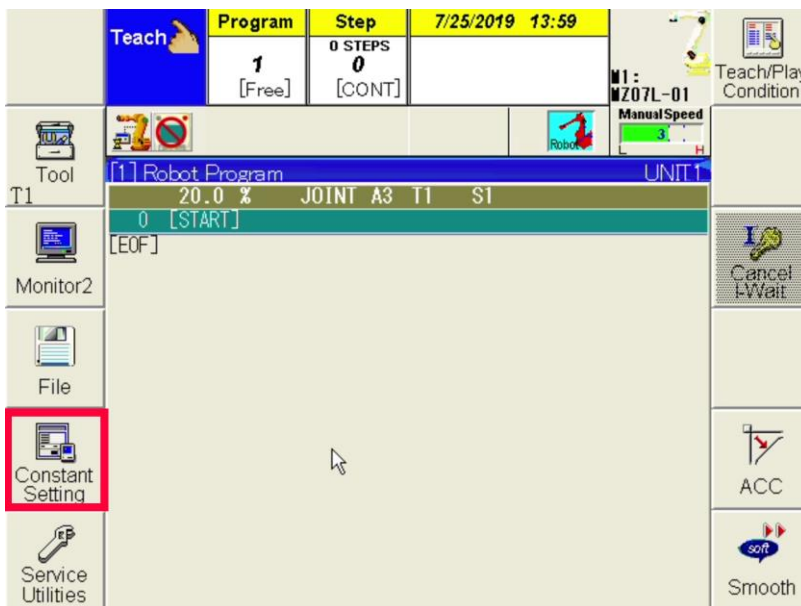 Teach
Program
1
[Free]
Step
0 STEPS
0
[CONT]
7/25/2019 13:59
M1:
MZ07L-01
Teach/Play
Condition
Manual Speed
3
L H
Robot
Tool
T1
[1] Robot Program UNIT1
20.0 % JOINT A3 T1 S1
0 [START]
[EOF]
Monitor2
File
Constant
Setting
Service
Utilities
I
Cancel
I-Wait
ACC
soft
Smooth